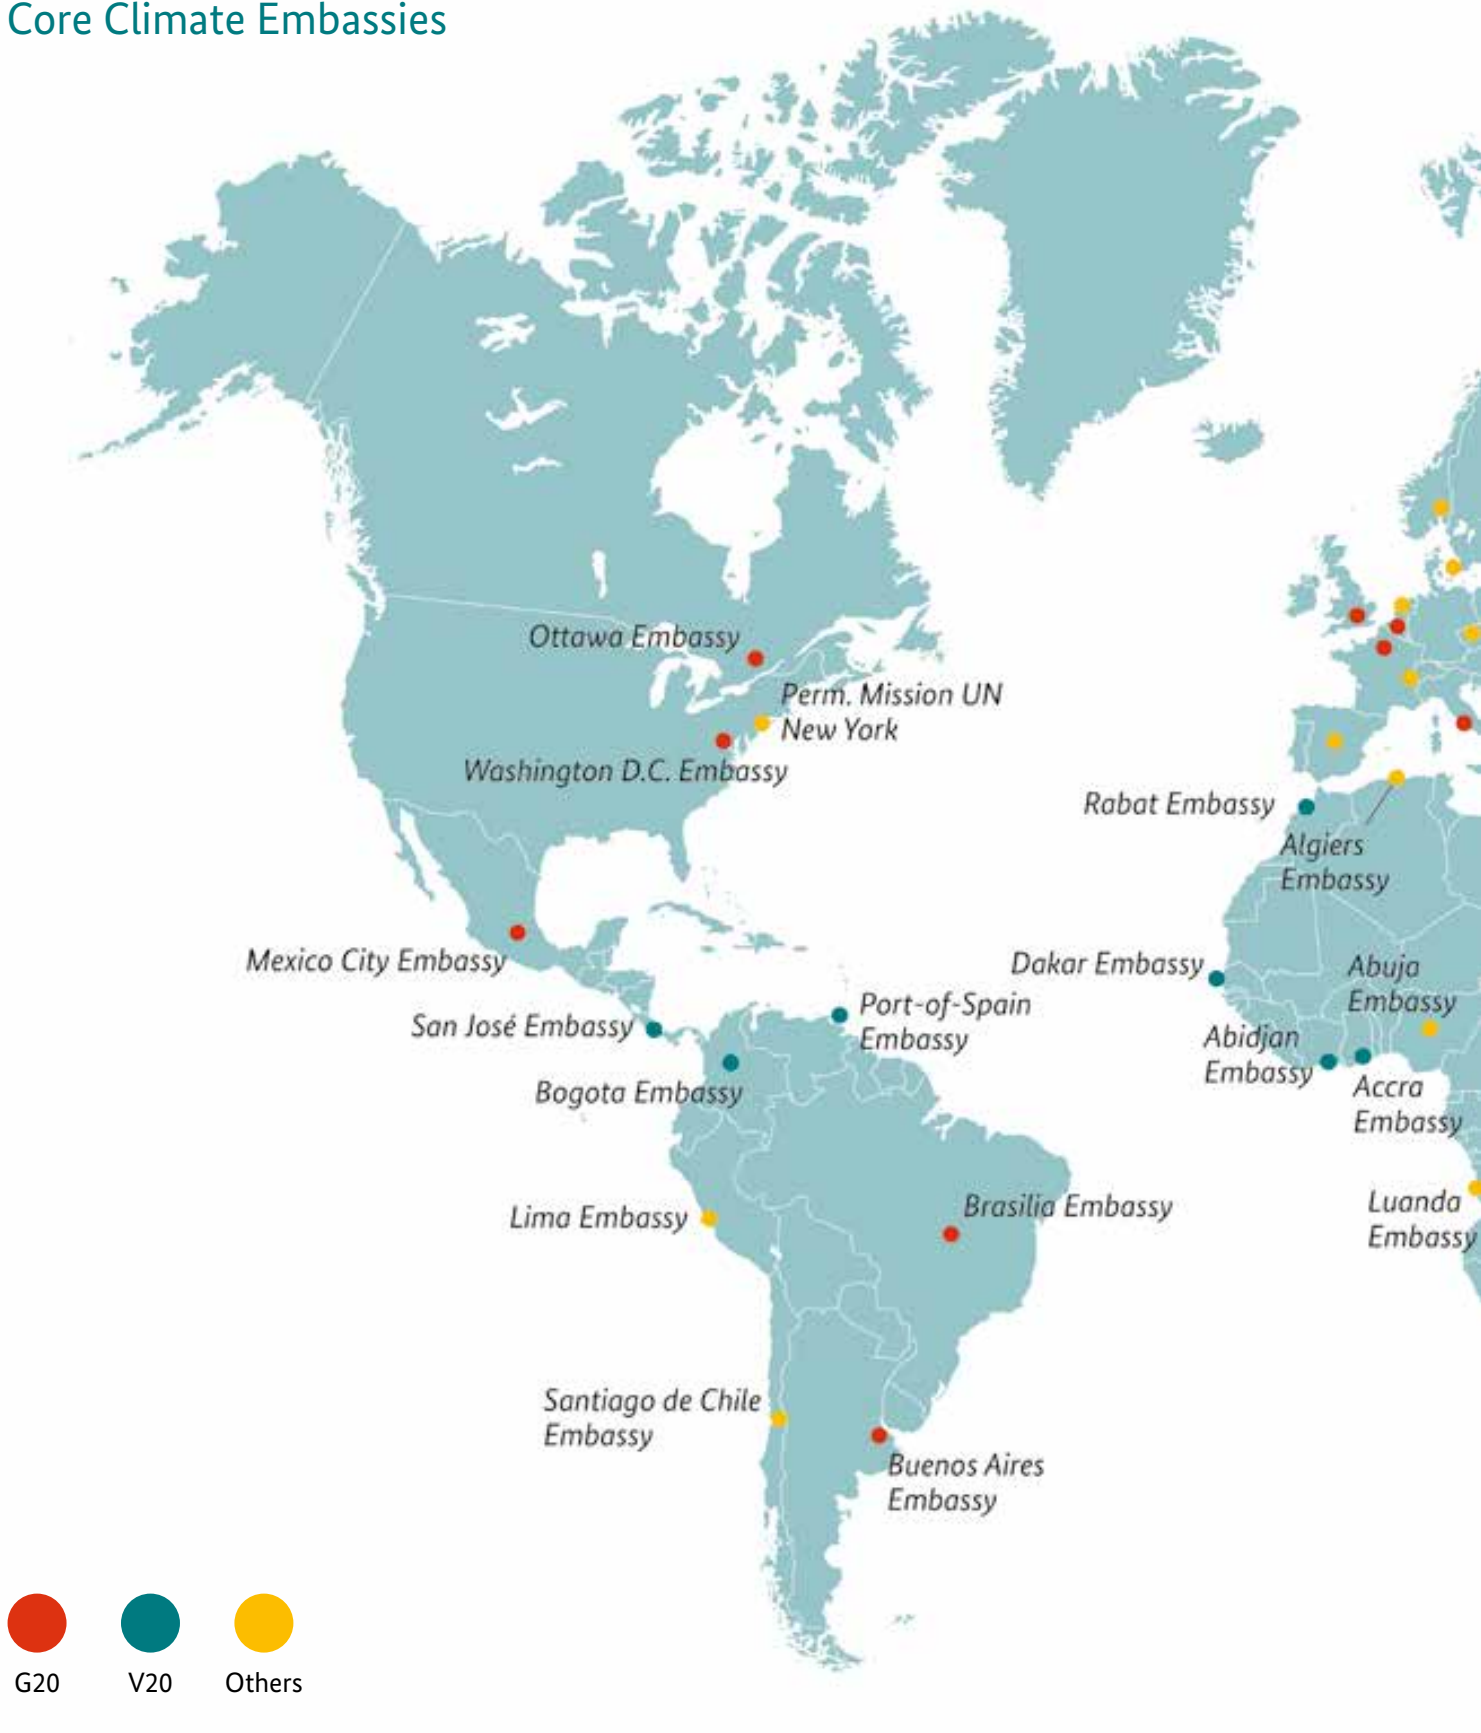 Core Climate Embassies
Ottawa Embassy
Perm. Mission UN
New York
Washington D.C. Embassy
Rabat Embassy
Algiers
Embassy
Mexico City Embassy
Dakar Embassy
Abuja
Embassy
Port-of-Spain
Embassy
San José Embassy
Abidjan
Embassy
Bogota Embassy
Accra
Embassy
Luanda
Embassy
Brasilia Embassy
Lima Embassy
Santiago de Chile
Embassy
Buenos Aires
Embassy
G20
V20
Others